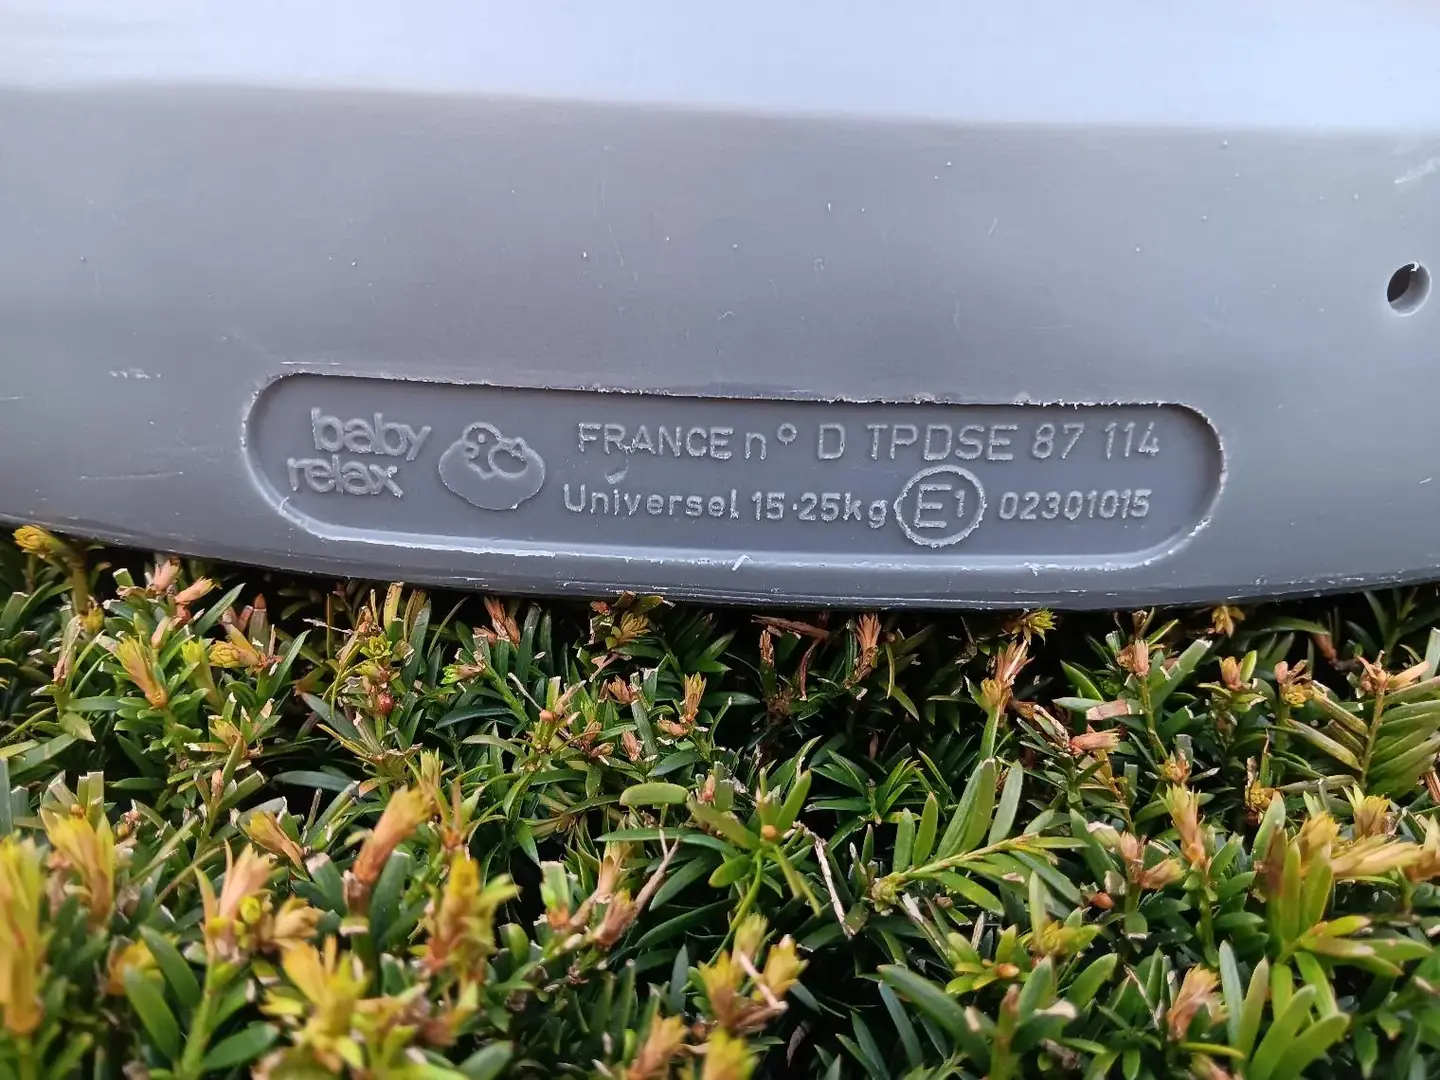 baby
relax
FRANCE n° D TPDSE 87 114
Universel 15·25kg E1 02301015